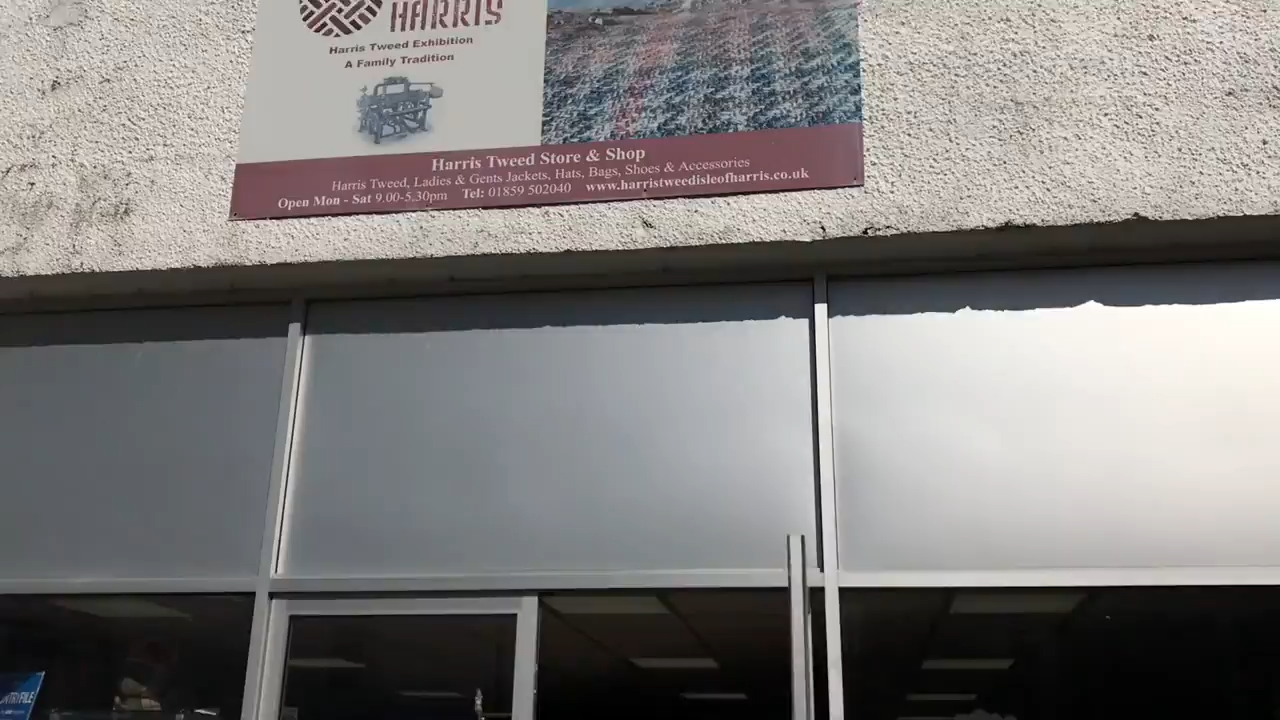 HARRIS
Harris Tweed Exhibition
A Family Tradition
Harris Tweed Store & Shop
Harris Tweed, Ladies & Gents Jackets, Hats, Bags, Shoes & Accessories
Open Mon - Sat 9.00-5.30pm Tel: 01859 502040 www.harristweedisleofharris.co.uk